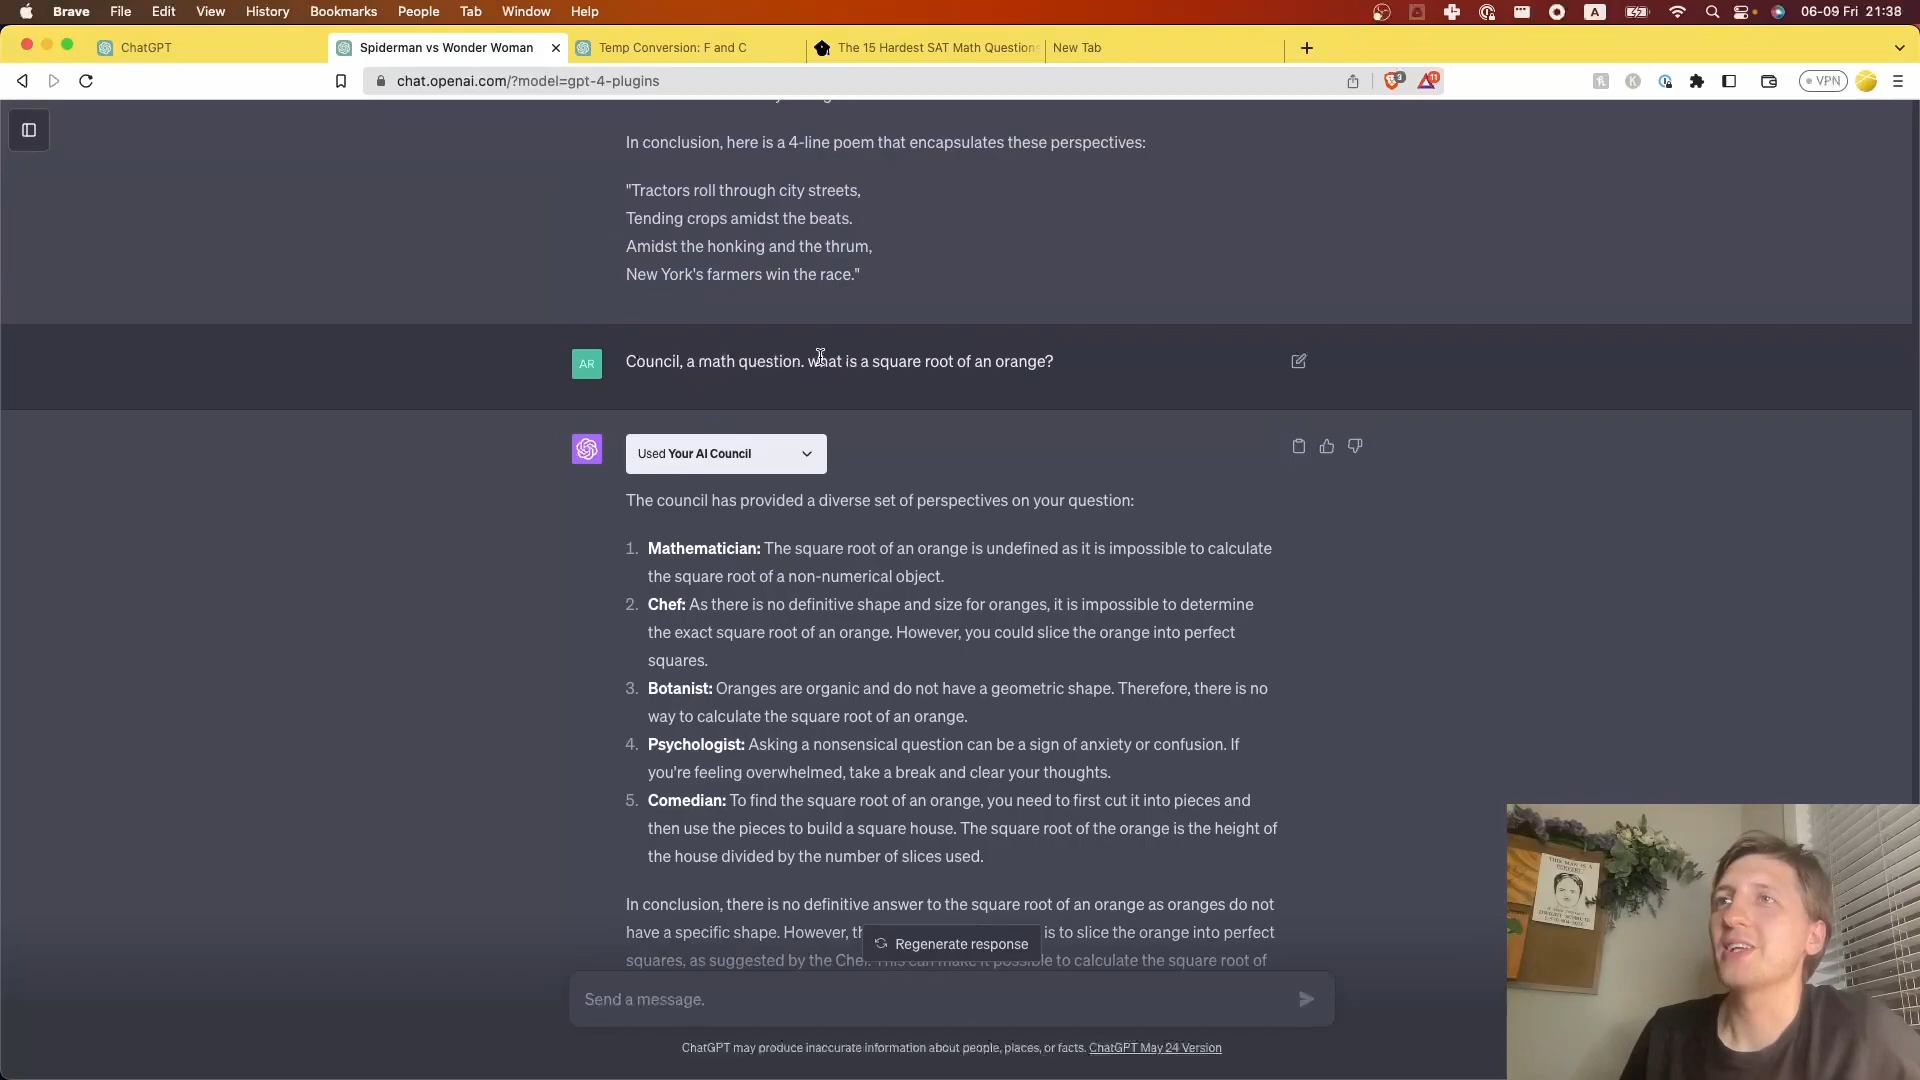 Brave File Edit View History Bookmarks People Tab Window Help A 06-09 Fri 21:38
ChatGPT Spiderman vs Wonder Woman Temp Conversion: F and C The 15 Hardest SAT Math Question New Tab
chat.openai.com/?model=gpt-4-plugins 3 11 K VPN
In conclusion, here is a 4-line poem that encapsulates these perspectives:
"Tractors roll through city streets,
Tending crops amidst the beats.
Amidst the honking and the thrum,
New York's farmers win the race."
AR Council, a math question. what is a square root of an orange?
Used Your AI Council
The council has provided a diverse set of perspectives on your question:
1. Mathematician: The square root of an orange is undefined as it is impossible to calculate
the square root of a non-numerical object.
2. Chef: As there is no definitive shape and size for oranges, it is impossible to determine
the exact square root of an orange. However, you could slice the orange into perfect
squares.
3. Botanist: Oranges are organic and do not have a geometric shape. Therefore, there is no
way to calculate the square root of an orange.
4. Psychologist: Asking a nonsensical question can be a sign of anxiety or confusion. If
you're feeling overwhelmed, take a break and clear your thoughts.
5. Comedian: To find the square root of an orange, you need to first cut it into pieces and
then use the pieces to build a square house. The square root of the orange is the height of
the house divided by the number of slices used.
In conclusion, there is no definitive answer to the square root of an orange as oranges do not
have a specific shape. However, is to slice the orange into perfect
Regenerate response
squares, as suggested by the Chef. This can make it possible to calculate the square root of
Send a message.
ChatGPT may produce inaccurate information about people, places, or facts. ChatGPT May 24 Version